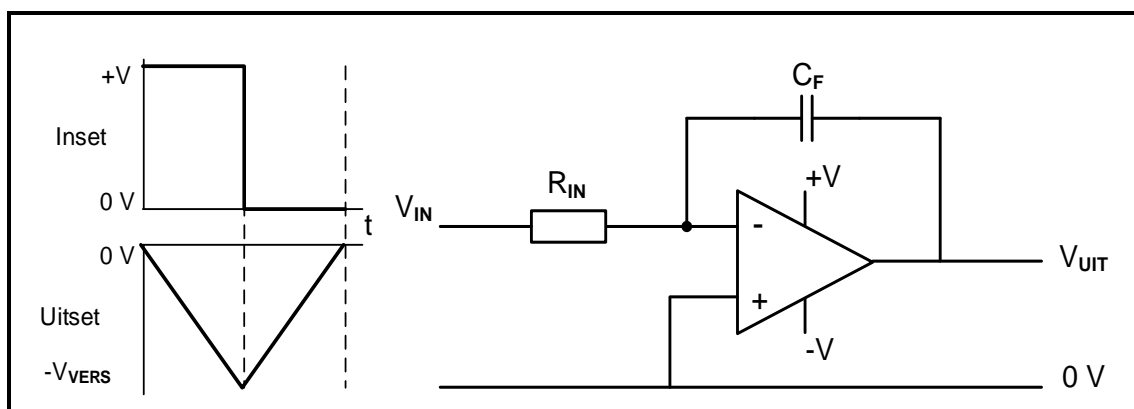 +V
Inset
0 V
t
0 V
Uitset
-VVERS
CF
RIN
VIN
+V
-
+
-V
VUIT
0 V